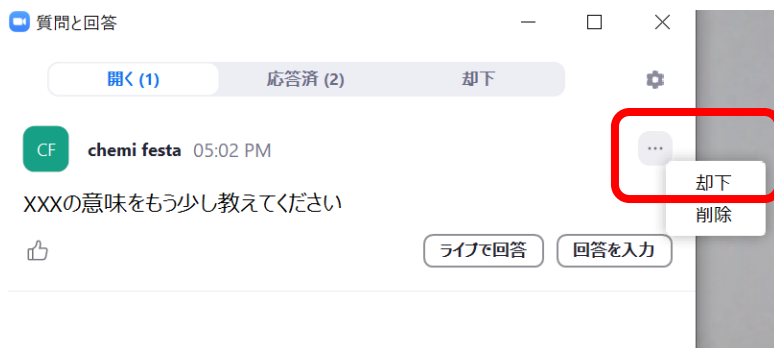 質問と回答
開く (1) 応答済 (2) 却下
CF chemi festa 05:02 PM
...
却下
XXXの意味をもう少し教えてください
削除
ライブで回答 回答を入力